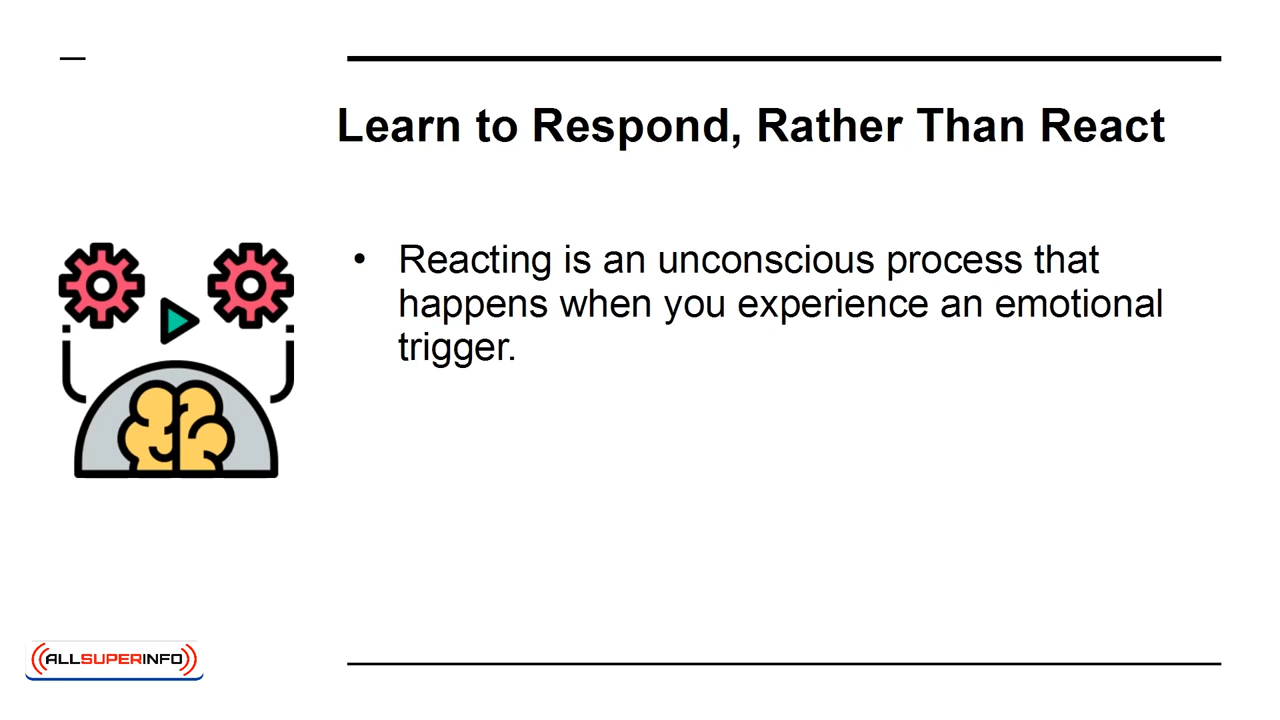 Learn to Respond, Rather Than React
• Reacting is an unconscious process that
happens when you experience an emotional
trigger.
ALLSUPERINFO